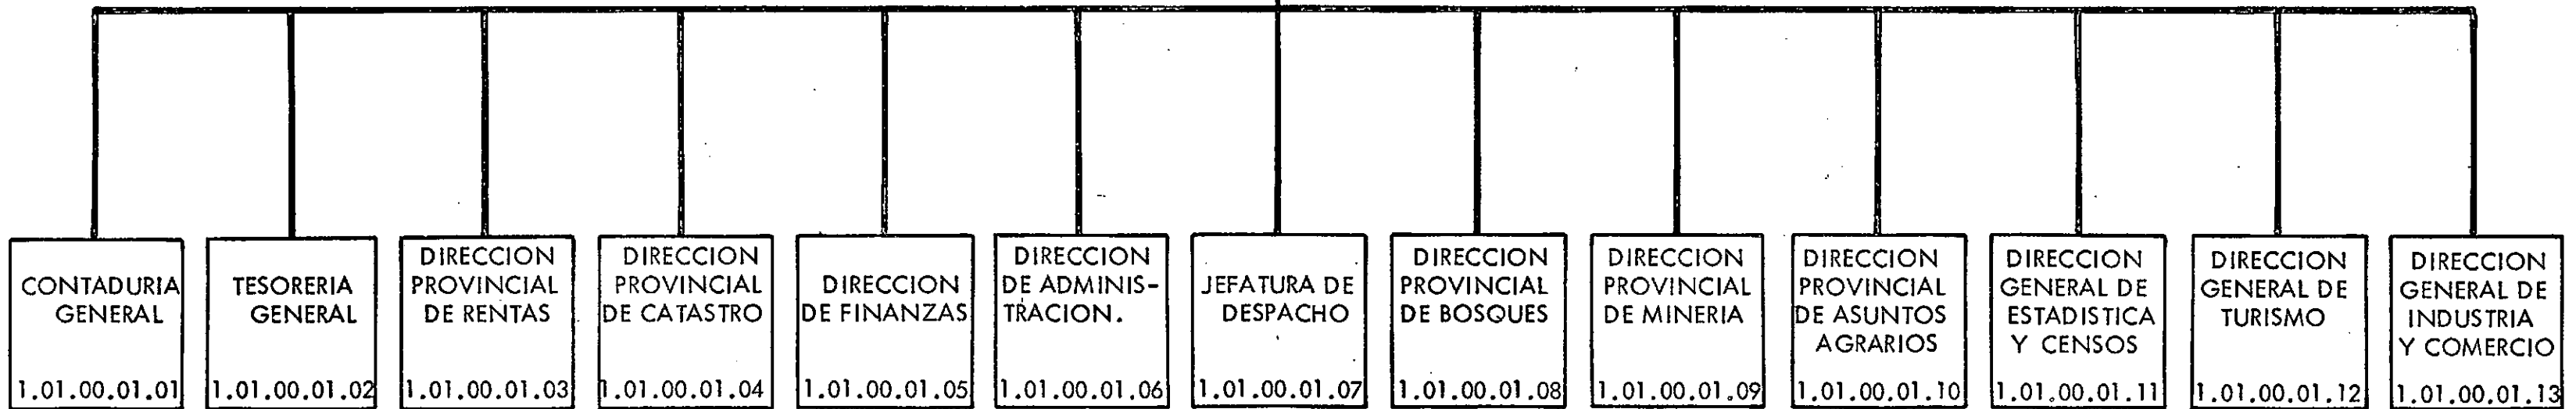 CONTADURIA
GENERAL
1.01.00.01.01
TESORERIA
GENERAL
1.01.00.01.02
DIRECCION
PROVINCIAL
DE RENTAS
1.01.00.01.03
DIRECCION
PROVINCIAL
DE CATASTRO
1.01.00.01.04
DIRECCION
DE FINANZAS
1.01.00.01.05
DIRECCION
DE ADMINIS-
TRACION.
1.01.00.01.06
JEFATURA DE
DESPACHO
1.01.00.01.07
DIRECCION
PROVINCIAL
DE BOSQUES
1.01.00.01.08
DIRECCION
PROVINCIAL
DE MINERIA
1.01.00.01.09
DIRECCION
PROVINCIAL
DE ASUNTOS
AGRARIOS
1.01.00.01.10
DIRECCION
GENERAL DE
ESTADISTICA
Y CENSOS
1.01.00.01.11
DIRECCION
GENERAL DE
TURISMO
1.01.00.01.12
DIRECCION
GENERAL DE
INDUSTRIA
Y COMERCIO
1.01.00.01.13